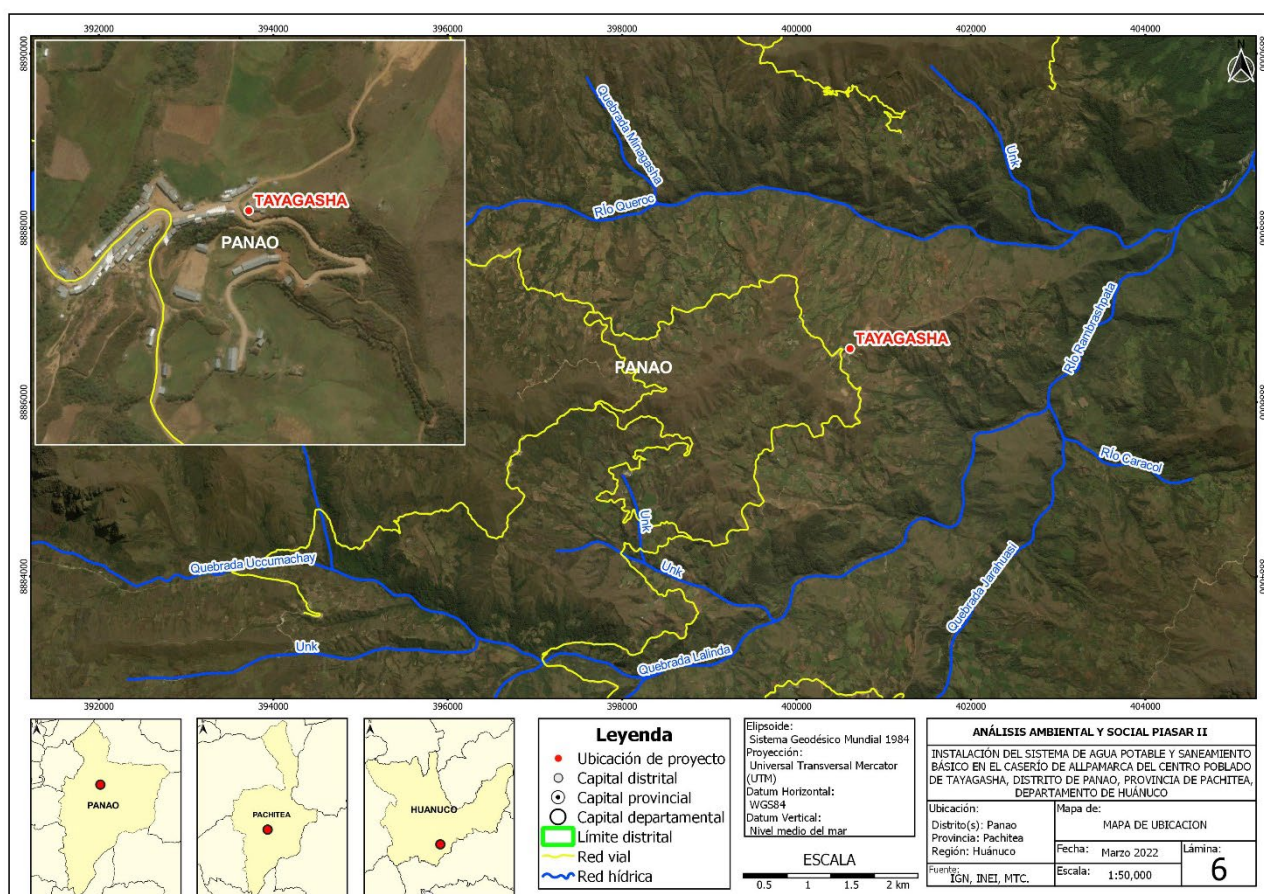 392000
394000
396000
398000
400000
402000
404000
8890000
8888000
8886000
8884000
8890000
8888000
8886000
8884000
N
TAYAGASHA
PANAO
Quebrada Minagasha
Río Queroc
Unk
Río Rambrashpata
TAYAGASHA
PANAO
Río Caracol
Unk
Unk
Quebrada Uccumachay
Quebrada Jarahuasi
Unk
Quebrada Lalinda
PANAO
PACHITEA
HUANUCO
Leyenda
Ubicación de proyecto
Capital distrital
Capital provincial
Capital departamental
Límite distrital
Red vial
Red hídrica
Elipsoide:
Sistema Geodésico Mundial 1984
Proyección:
Universal Transversal Mercator
(UTM)
Datum Horizontal:
WGS84
Datum Vertical:
Nivel medio del mar
ESCALA
0.5 1 1.5 2 km
ANÁLISIS AMBIENTAL Y SOCIAL PIASAR II
INSTALACIÓN DEL SISTEMA DE AGUA POTABLE Y SANEAMIENTO
BÁSICO EN EL CASERÍO DE ALLPAMARCA DEL CENTRO POBLADO
DE TAYAGASHA, DISTRITO DE PANAO, PROVINCIA DE PACHITEA,
DEPARTAMENTO DE HUÁNUCO
Ubicación:
Distrito(s): Panao
Provincia: Pachitea
Región: Huánuco
Fuente:
IGN, INEI, MTC.
Mapa de:
MAPA DE UBICACION
Fecha: Marzo 2022
Escala: 1:50,000
Lámina:
6